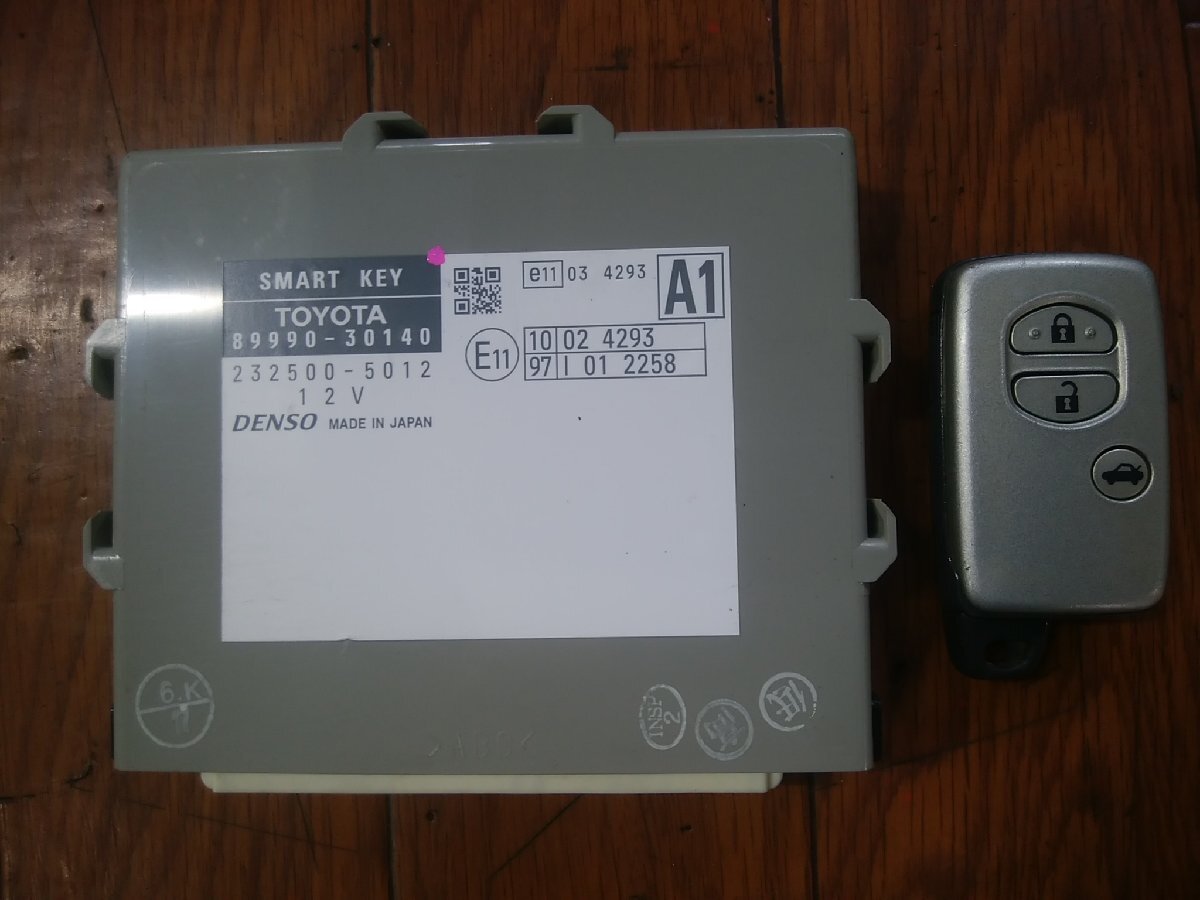 SMART KEY
TOYOTA
89990-30140
232500-5012
12V
DENSO MADE IN JAPAN
e11 03 4293
A1
E11
10 02 4293
97 I 01 2258
6.K
11
INSP
2
>ABS<